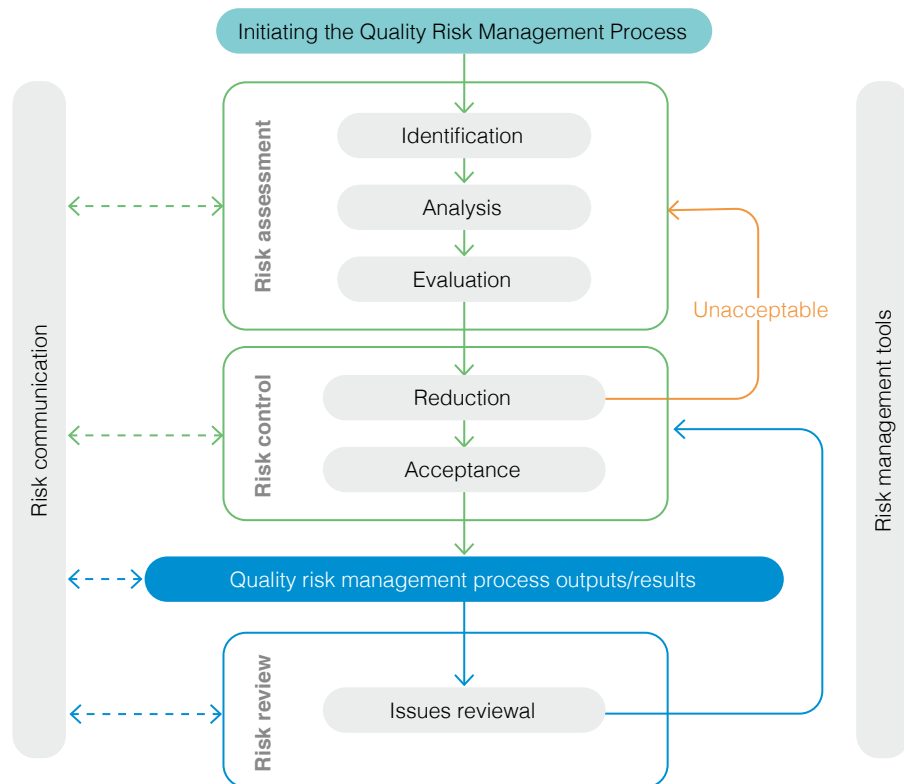 Initiating the Quality Risk Management Process
Risk communication
Risk assessment
Identification
Analysis
Evaluation
Unacceptable
Risk control
Reduction
Acceptance
Quality risk management process outputs/results
Risk review
Issues reviewal
Risk management tools